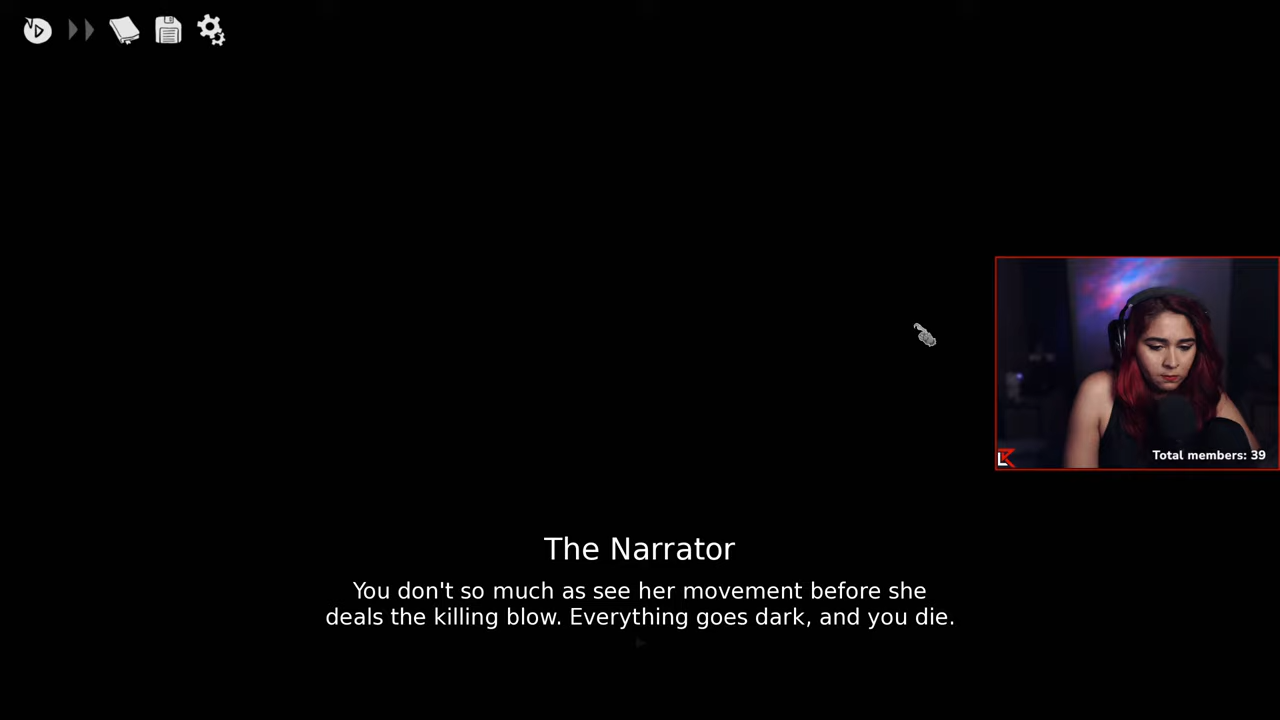 Total members: 39
The Narrator
You don't so much as see her movement before she
deals the killing blow. Everything goes dark, and you die.